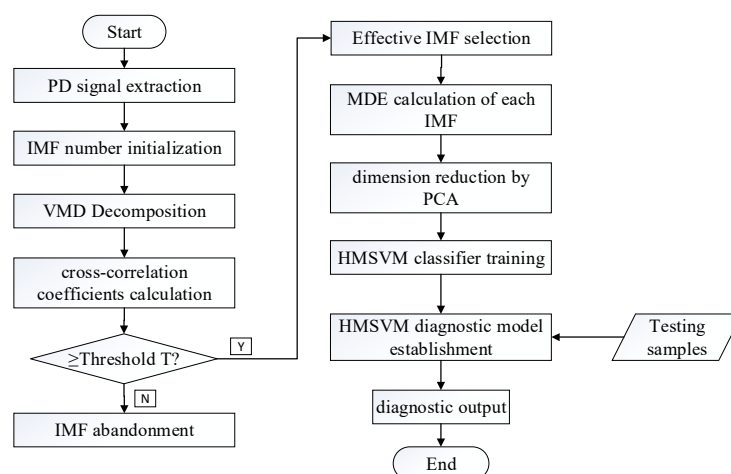 Start
PD signal extraction
IMF number initialization
VMD Decomposition
cross-correlation
coefficients calculation
≥Threshold T?
Y
N
IMF abandonment
Effective IMF selection
MDE calculation of each
IMF
dimension reduction by
PCA
HMSVM classifier training
HMSVM diagnostic model
establishment
Testing
samples
diagnostic output
End